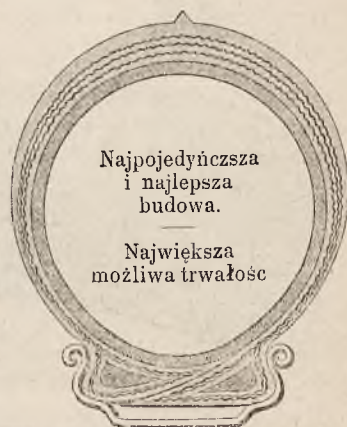 Najpojedyńczsza
i najlepsza
budowa.
Największa
możliwa trwałośc